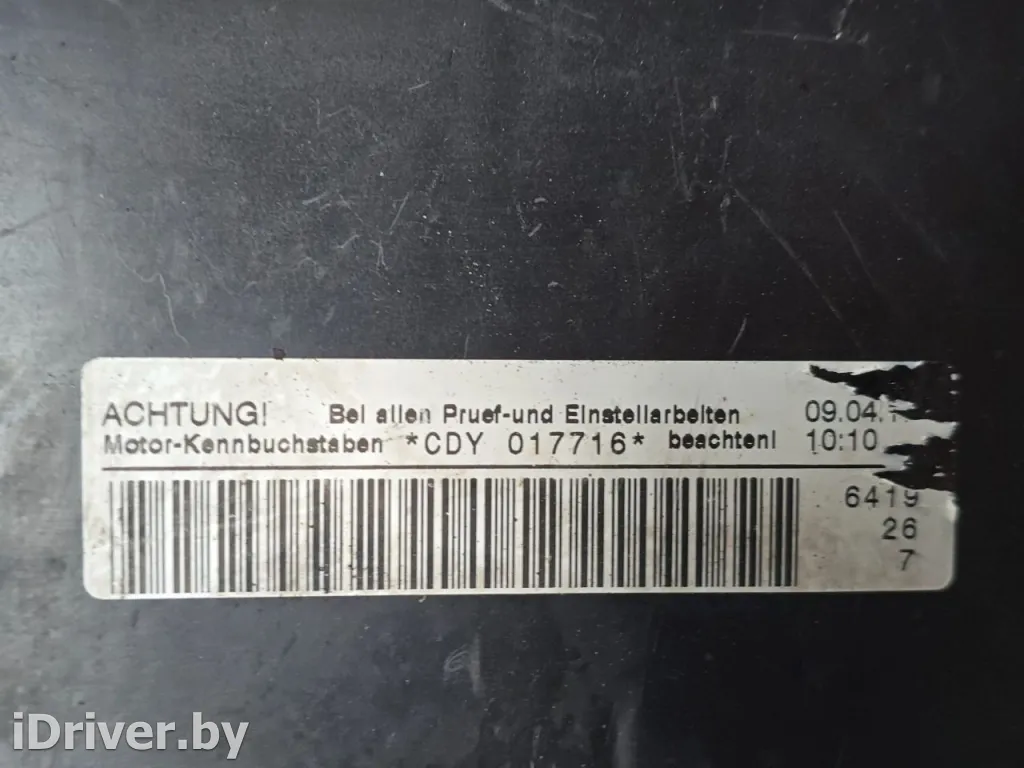 ACHTUNG! Bei allen Pruef-und Einstellarbeiten 09.04.
Motor-Kennbuchstaben *CDY 017716* beachten! 10:10
6419
26
7
iDriver.by